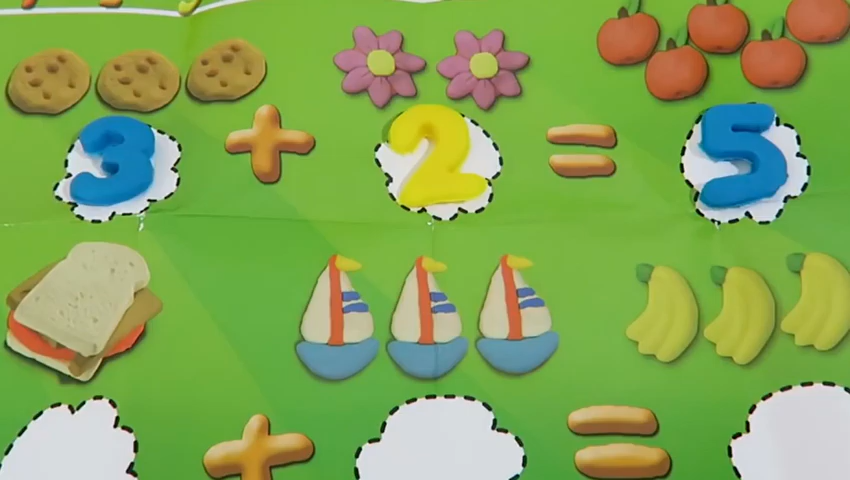 3 + 2 = 5
+ =